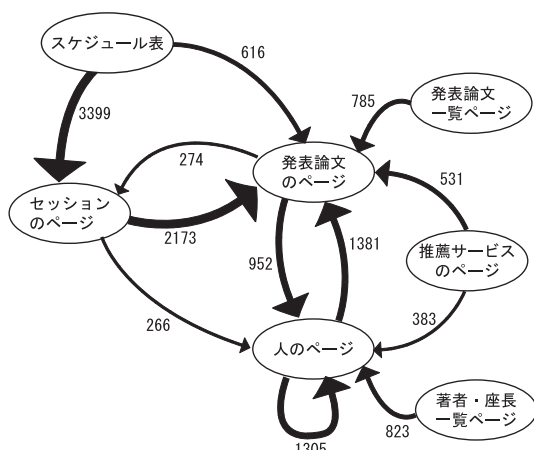 スケジュール表
616
3399
785
発表論文
一覧ページ
274
発表論文
のページ
531
セッション
のページ
2173
952
1381
推薦サービス
のページ
266
383
人のページ
著者・座長
一覧ページ
823
1305